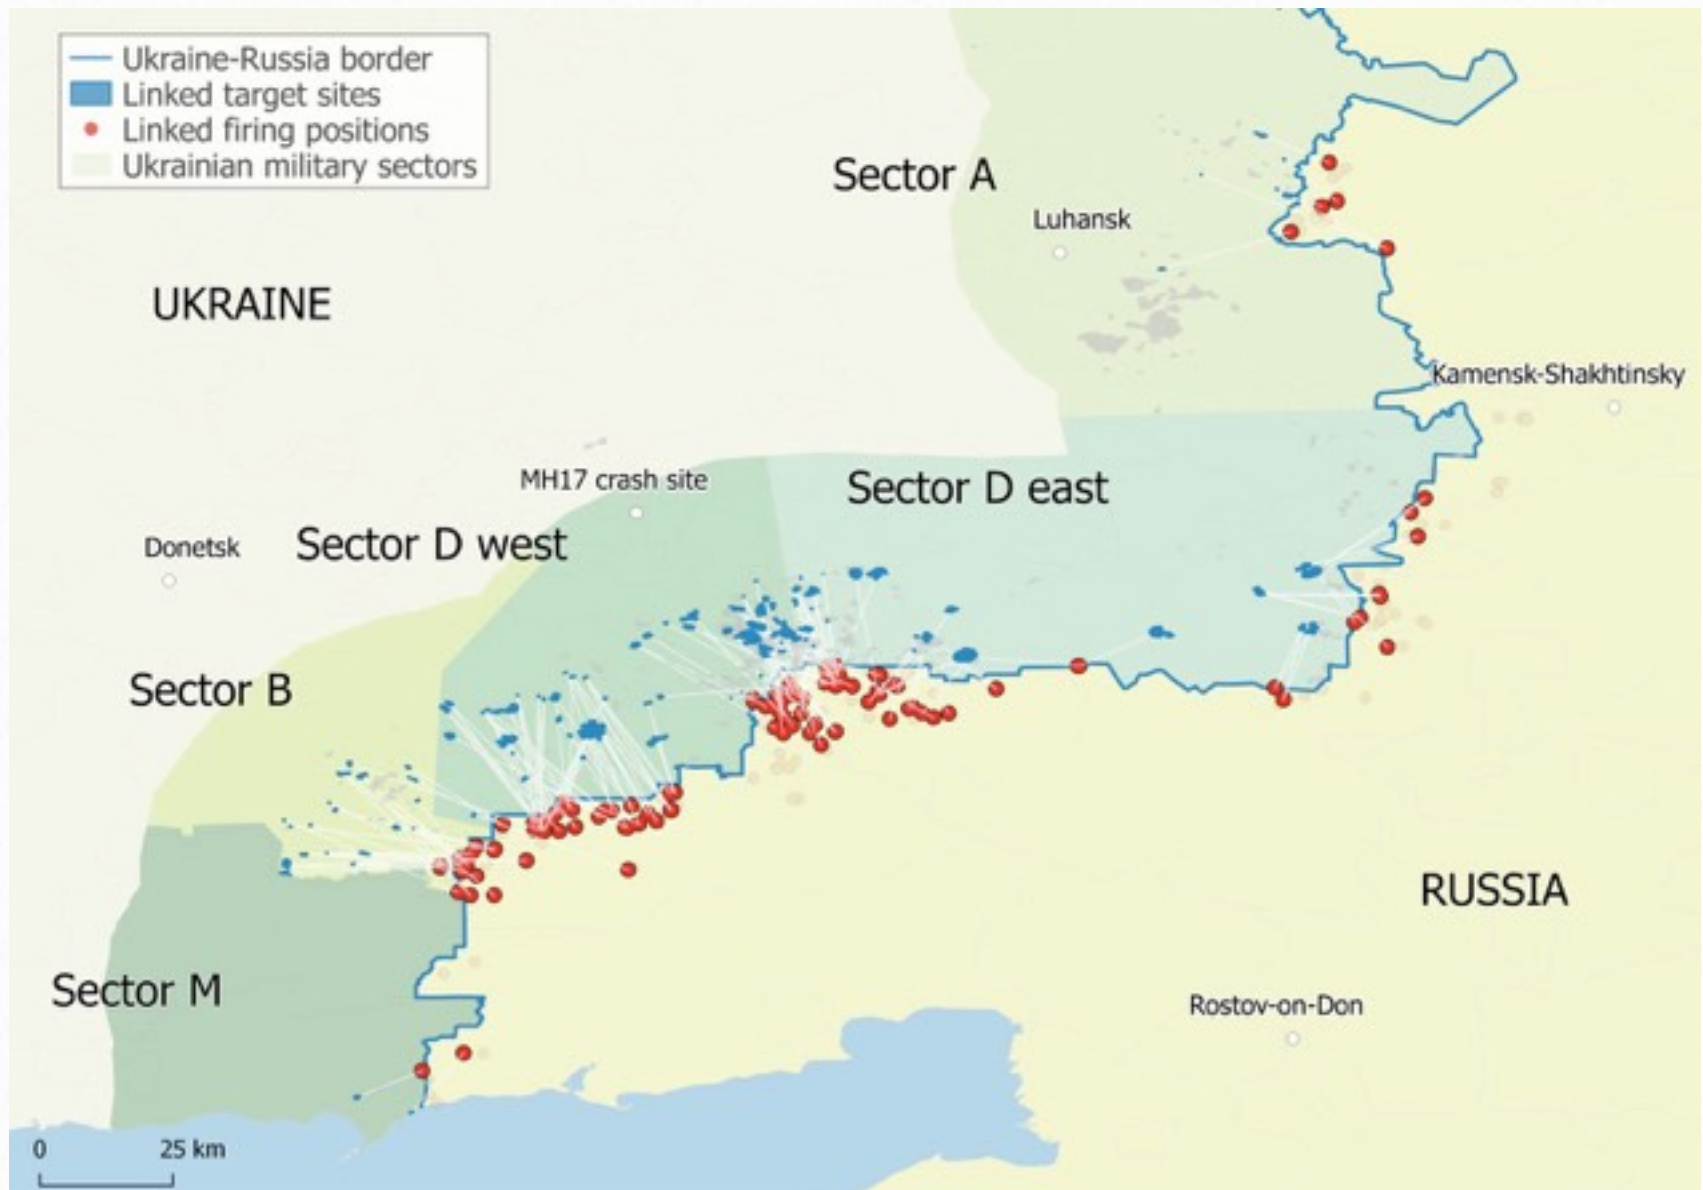 Ukraine-Russia border
Linked target sites
Linked firing positions
Ukrainian military sectors
Sector A
Luhansk
UKRAINE
Kamensk-Shakhtinsky
MH17 crash site
Sector D east
Donetsk
Sector D west
Sector B
RUSSIA
Sector M
Rostov-on-Don
0 25 km